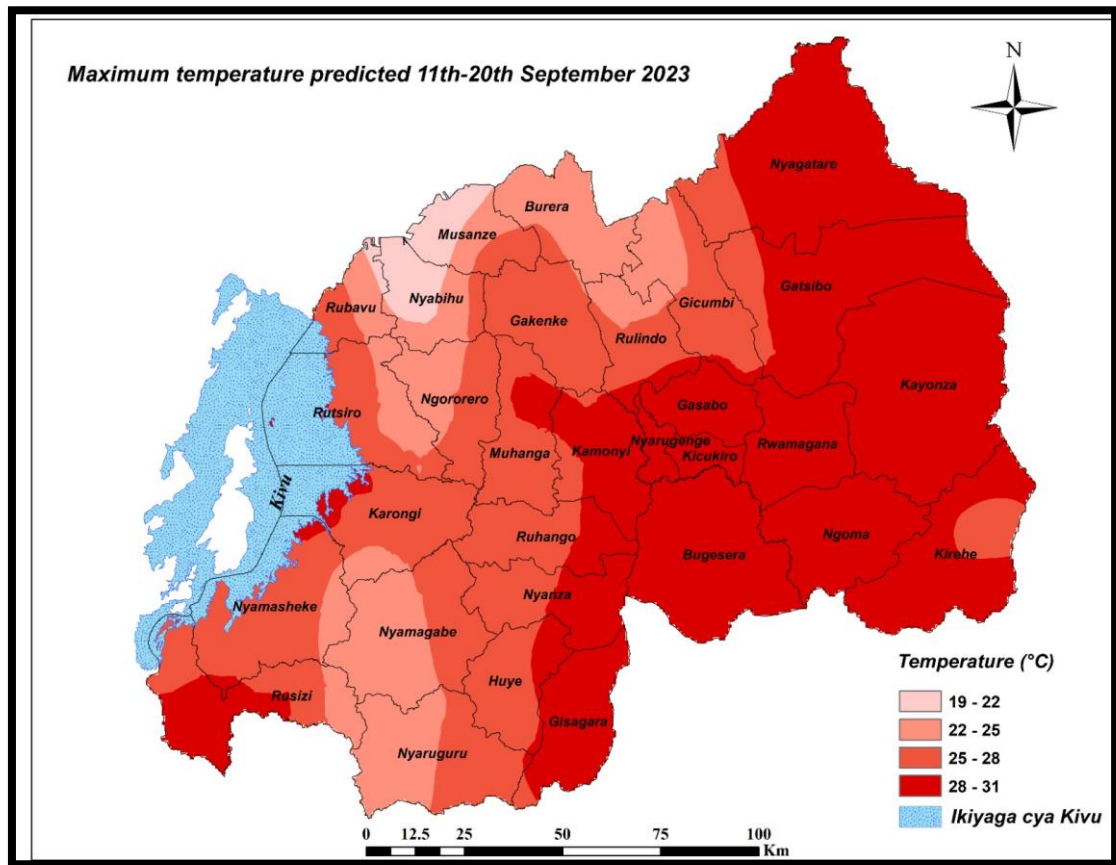 Maximum temperature predicted 11th-20th September 2023
N
Nyagatare
Burera
Musanze
Gatsibo
Nyabihu
Gicumbi
Rubavu
Gakenke
Rulindo
Kayonza
Ngororero
Gasabo
Rutsiro
Nyarugenge
Rwamagana
Muhanga
Kamonyi
Kicukiro
Kivu
Karongi
Ruhango
Bugesera
Ngoma
Kirehe
Nyanza
Nyamasheke
Nyamagabe
Huye
Rusizi
Gisagara
Nyaruguru
Temperature (°C)
19 - 22
22 - 25
25 - 28
28 - 31
Ikiyaga cya Kivu
0 12.5 25 50 75 100
Km